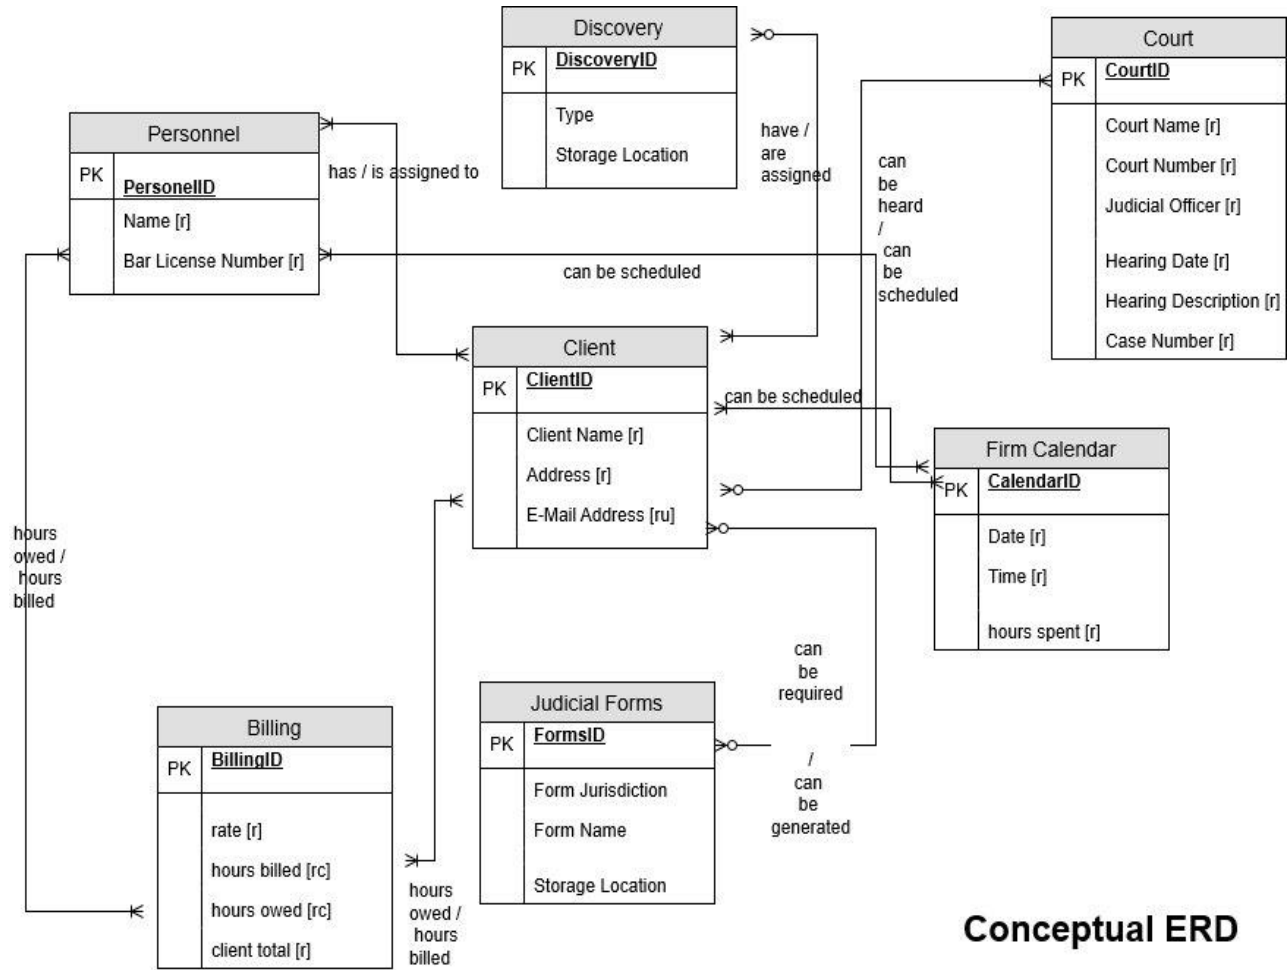 Discovery
PK
DiscoveryID
Type
Storage Location
Court
PK
CourtID
Court Name [r]
Court Number [r]
Judicial Officer [r]
Hearing Date [r]
Hearing Description [r]
Case Number [r]
Personnel
PK
PersonelID
Name [r]
Bar License Number [r]
has / is assigned to
have /
are
assigned
can
be
heard
/
can
be
scheduled
can be scheduled
Client
PK
ClientID
Client Name [r]
Address [r]
E-Mail Address [ru]
can be scheduled
Firm Calendar
PK
CalendarID
Date [r]
Time [r]
hours spent [r]
hours
owed /
hours
billed
can
be
required
/
can
be
generated
Judicial Forms
PK
FormsID
Form Jurisdiction
Form Name
Storage Location
Billing
PK
BillingID
rate [r]
hours billed [rc]
hours owed [rc]
client total [r]
hours
owed /
hours
billed
Conceptual ERD